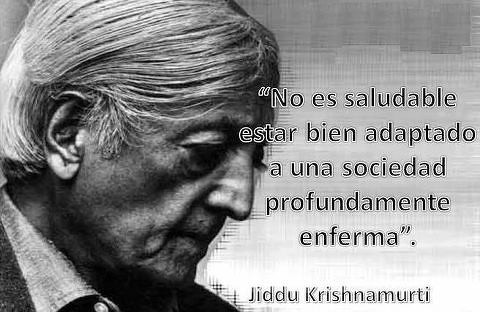 “No es saludable
estar bien adaptado
a una sociedad
profundamente
enferma”.
Jiddu Krishnamurti